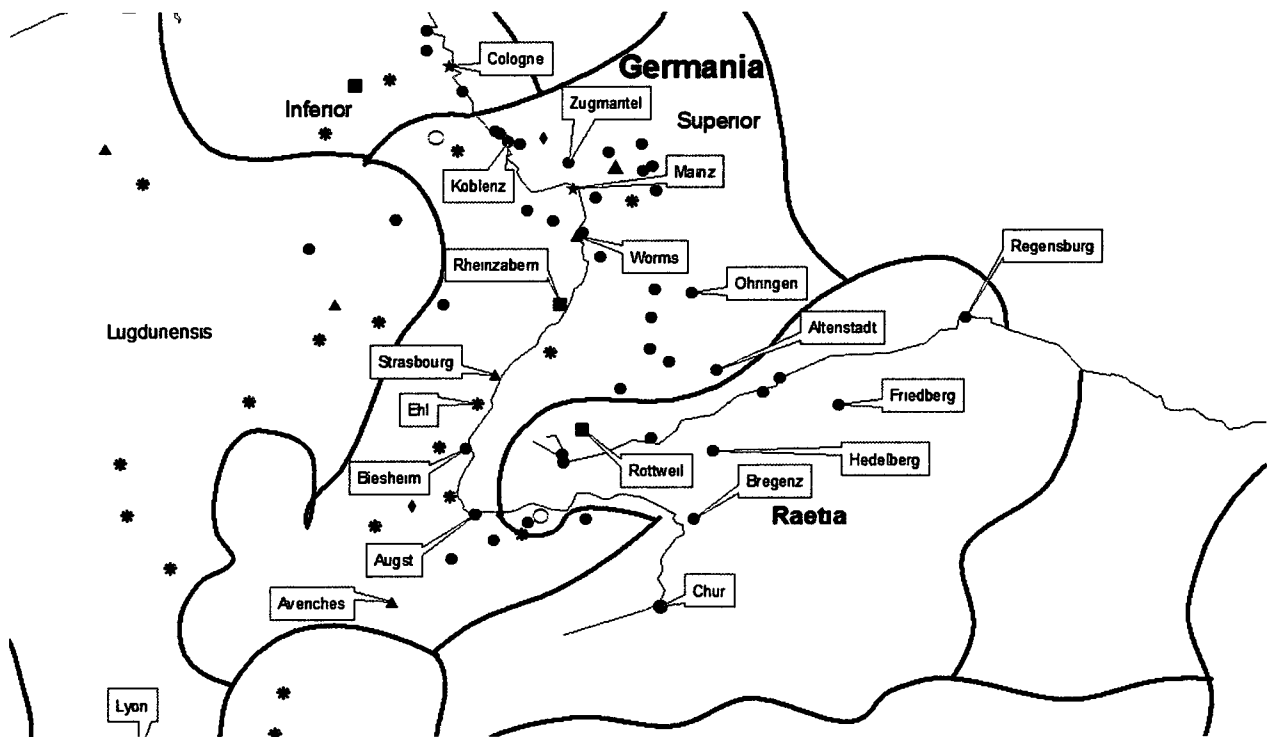 Cologne
Germania
Inferior
Zugmantel
Superior
Mainz
Koblenz
Regensburg
Worms
Rheinzabern
Ohringen
Lugdunensis
Altenstadt
Strasbourg
Friedberg
Ehl
Hedelberg
Rottweil
Biesheim
Bregenz
Raetia
Augst
Chur
Avenches
Lyon